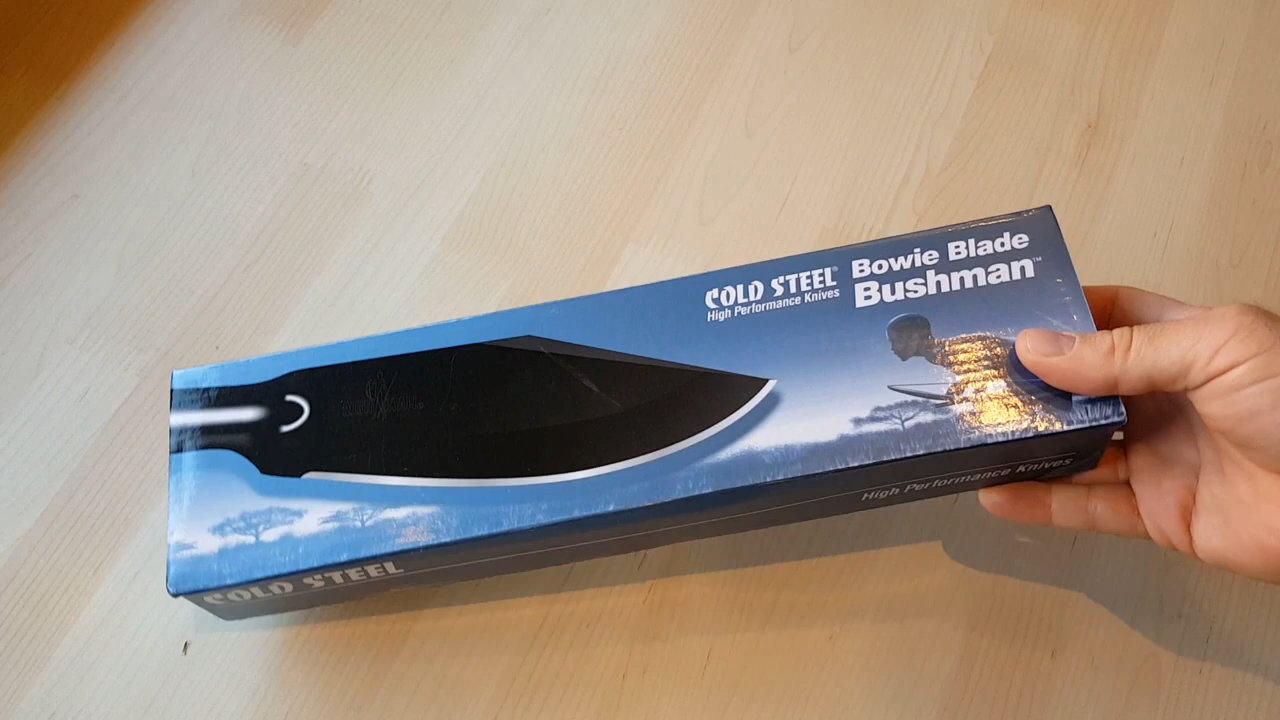 COLD STEEL®
High Performance Knives
Bowie Blade
Bushman™
High Performance Knives
COLD STEEL